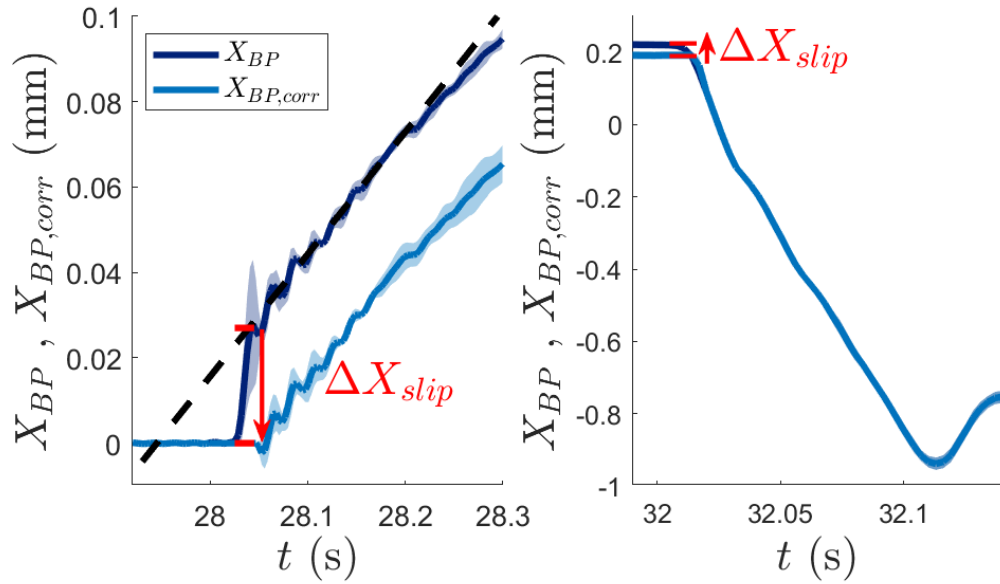 0.1
0.08
0.06
0.04
0.02
0
X_BP , X_BP,corr (mm)
X_BP
X_BP,corr
ΔX_slip
28
28.1
28.2
28.3
t (s)
0.2
0
-0.2
-0.4
-0.6
-0.8
-1
X_BP , X_BP,corr (mm)
ΔX_slip
32
32.05
32.1
t (s)